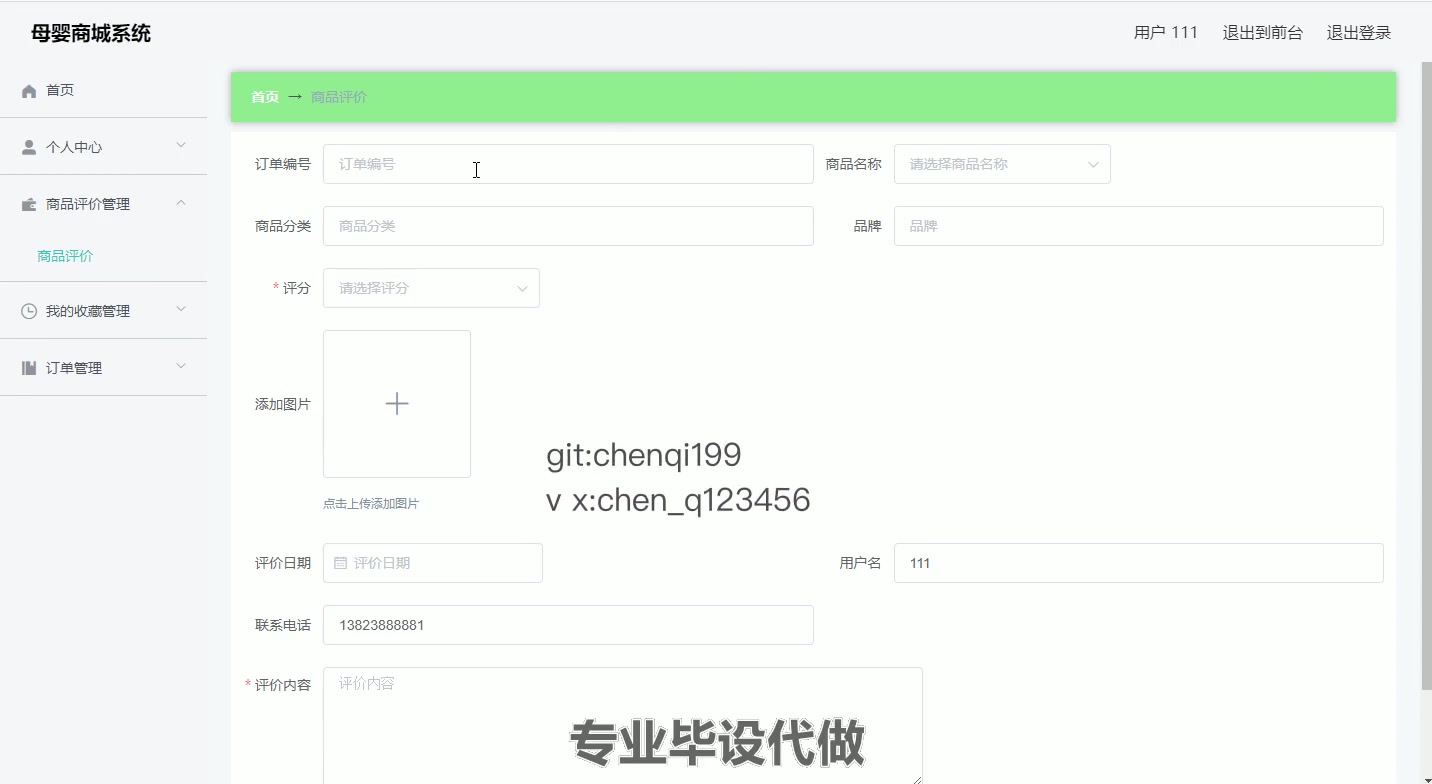 母婴商城系统
用户 111 退出到前台 退出登录
首页
个人中心
商品评价管理
商品评价
我的收藏管理
订单管理
首页 → 商品评价
订单编号 订单编号 商品名称 请选择商品名称
商品分类 商品分类 品牌 品牌
* 评分 请选择评分
添加图片
点击上传添加图片
git:chenqi199
v x:chen_q123456
评价日期 评价日期 用户名 111
联系电话 13823888881
* 评价内容 评价内容
专业毕设代做